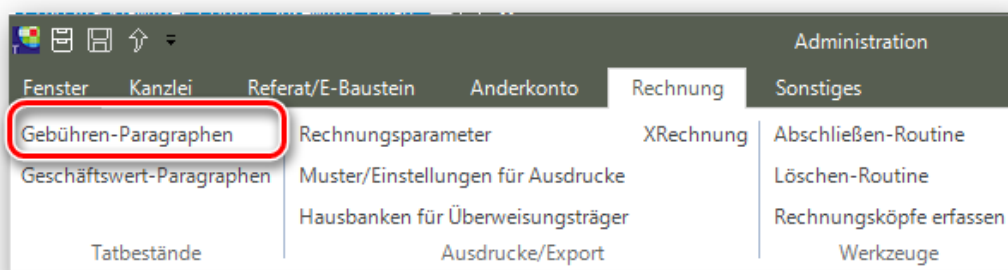 Administration
Fenster Kanzlei Referat/E-Baustein Anderkonto Rechnung Sonstiges
Gebühren-Paragraphen Rechnungsparameter XRechnung Abschließen-Routine
Geschäftswert-Paragraphen Muster/Einstellungen für Ausdrucke Löschen-Routine
Hausbanken für Überweisungsträger Rechnungsköpfe erfassen
Tatbestände Ausdrucke/Export Werkzeuge